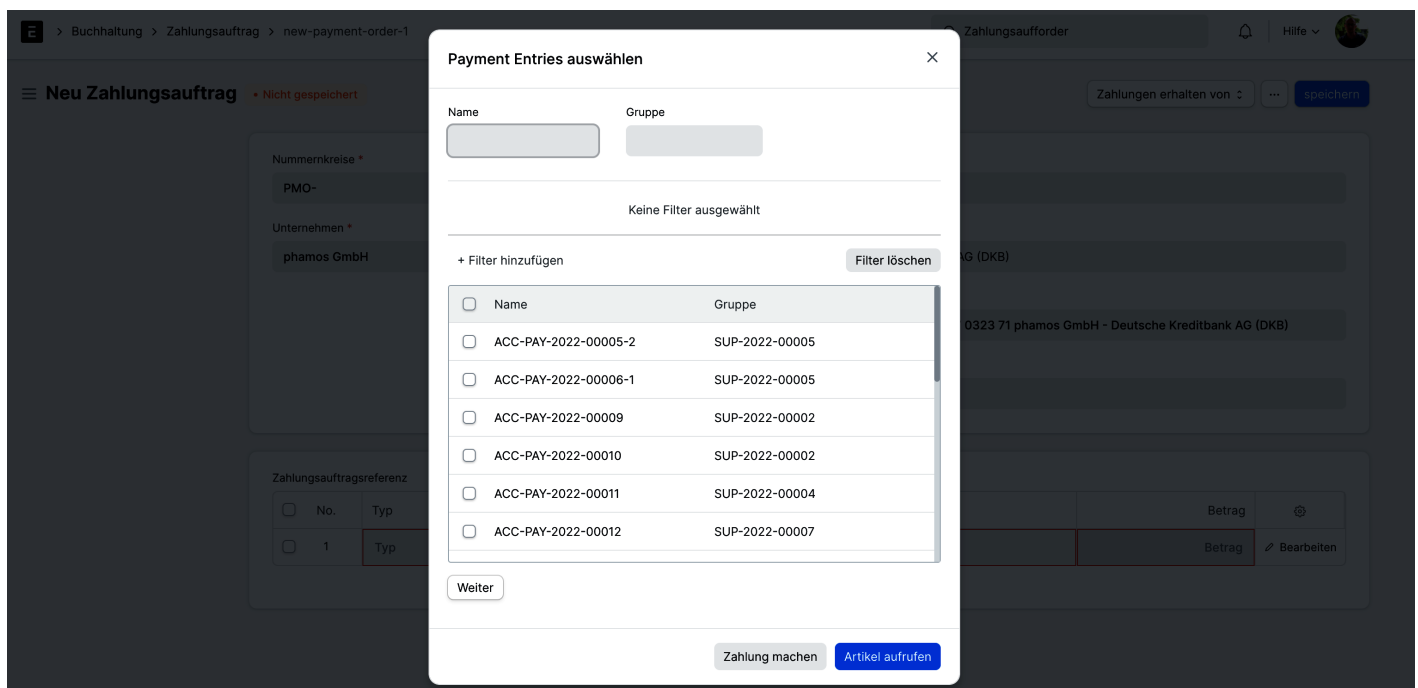 E > Buchhaltung > Zahlungsauftrag > new-payment-order-1
Zahlungsaufforder
Hilfe
Neu Zahlungsauftrag
• Nicht gespeichert
Zahlungen erhalten von
...
speichern
Payment Entries auswählen
Name Gruppe
Nummernkreise *
PMO-
Unternehmen *
phamos GmbH
AG (DKB)
0323 71 phamos GmbH - Deutsche Kreditbank AG (DKB)
Keine Filter ausgewählt
+ Filter hinzufügen Filter löschen
Name Gruppe
ACC-PAY-2022-00005-2 SUP-2022-00005
ACC-PAY-2022-00006-1 SUP-2022-00005
ACC-PAY-2022-00009 SUP-2022-00002
ACC-PAY-2022-00010 SUP-2022-00002
ACC-PAY-2022-00011 SUP-2022-00004
ACC-PAY-2022-00012 SUP-2022-00007
Weiter
Zahlung machen Artikel aufrufen
Zahlungsauftragsreferenz
No. Typ Betrag
1 Typ Betrag Bearbeiten